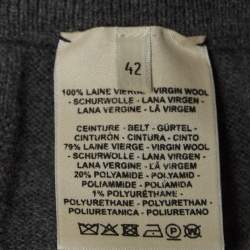 42
100% LAINE VIERGE - VIRGIN WOOL
- SCHURWOLLE - LANA VIRGEN -
LANA VERGINE - LÃ VIRGEM
CEINTURE - BELT - GÜRTEL
CINTURÓN - CINTURA - CINTO
79% LAINE VIERGE - VIRGIN WOOL
- SCHURWOLLE - LANA VIRGEN -
LANA VERGINE - LÃ VIRGEM
20% POLYAMIDE - POLYAMID -
POLIAMMIDE - POLIAMIDA
1% POLYURETHANE -
POLYURETHANE - POLYURETHAN -
POLIURETANICA - POLIURETANO